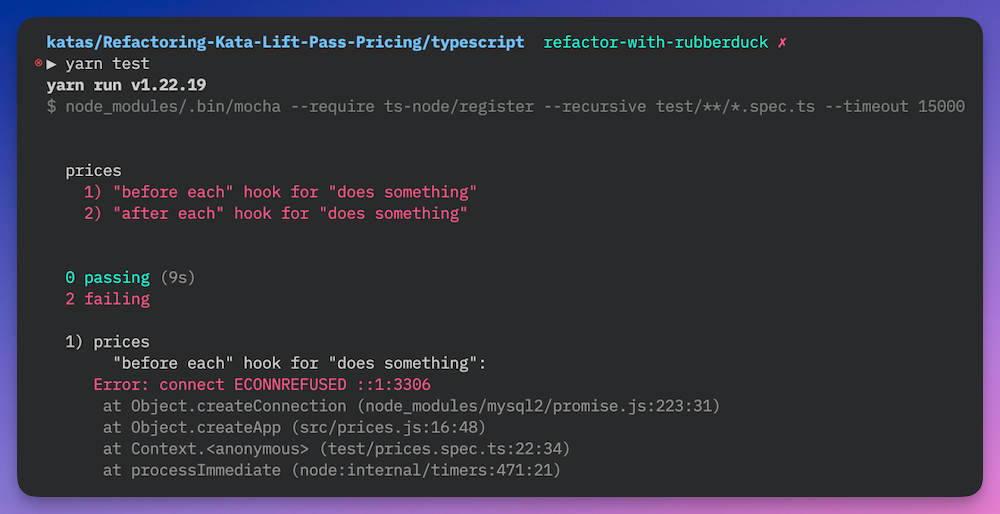 katas/Refactoring-Kata-Lift-Pass-Pricing/typescript refactor-with-rubberduck ✗
⊗ ▶ yarn test
yarn run v1.22.19
$ node_modules/.bin/mocha --require ts-node/register --recursive test/**/*.spec.ts --timeout 15000
prices
1) "before each" hook for "does something"
2) "after each" hook for "does something"
0 passing (9s)
2 failing
1) prices
"before each" hook for "does something":
Error: connect ECONNREFUSED ::1:3306
at Object.createConnection (node_modules/mysql2/promise.js:223:31)
at Object.createApp (src/prices.js:16:48)
at Context.<anonymous> (test/prices.spec.ts:22:34)
at processImmediate (node:internal/timers:471:21)